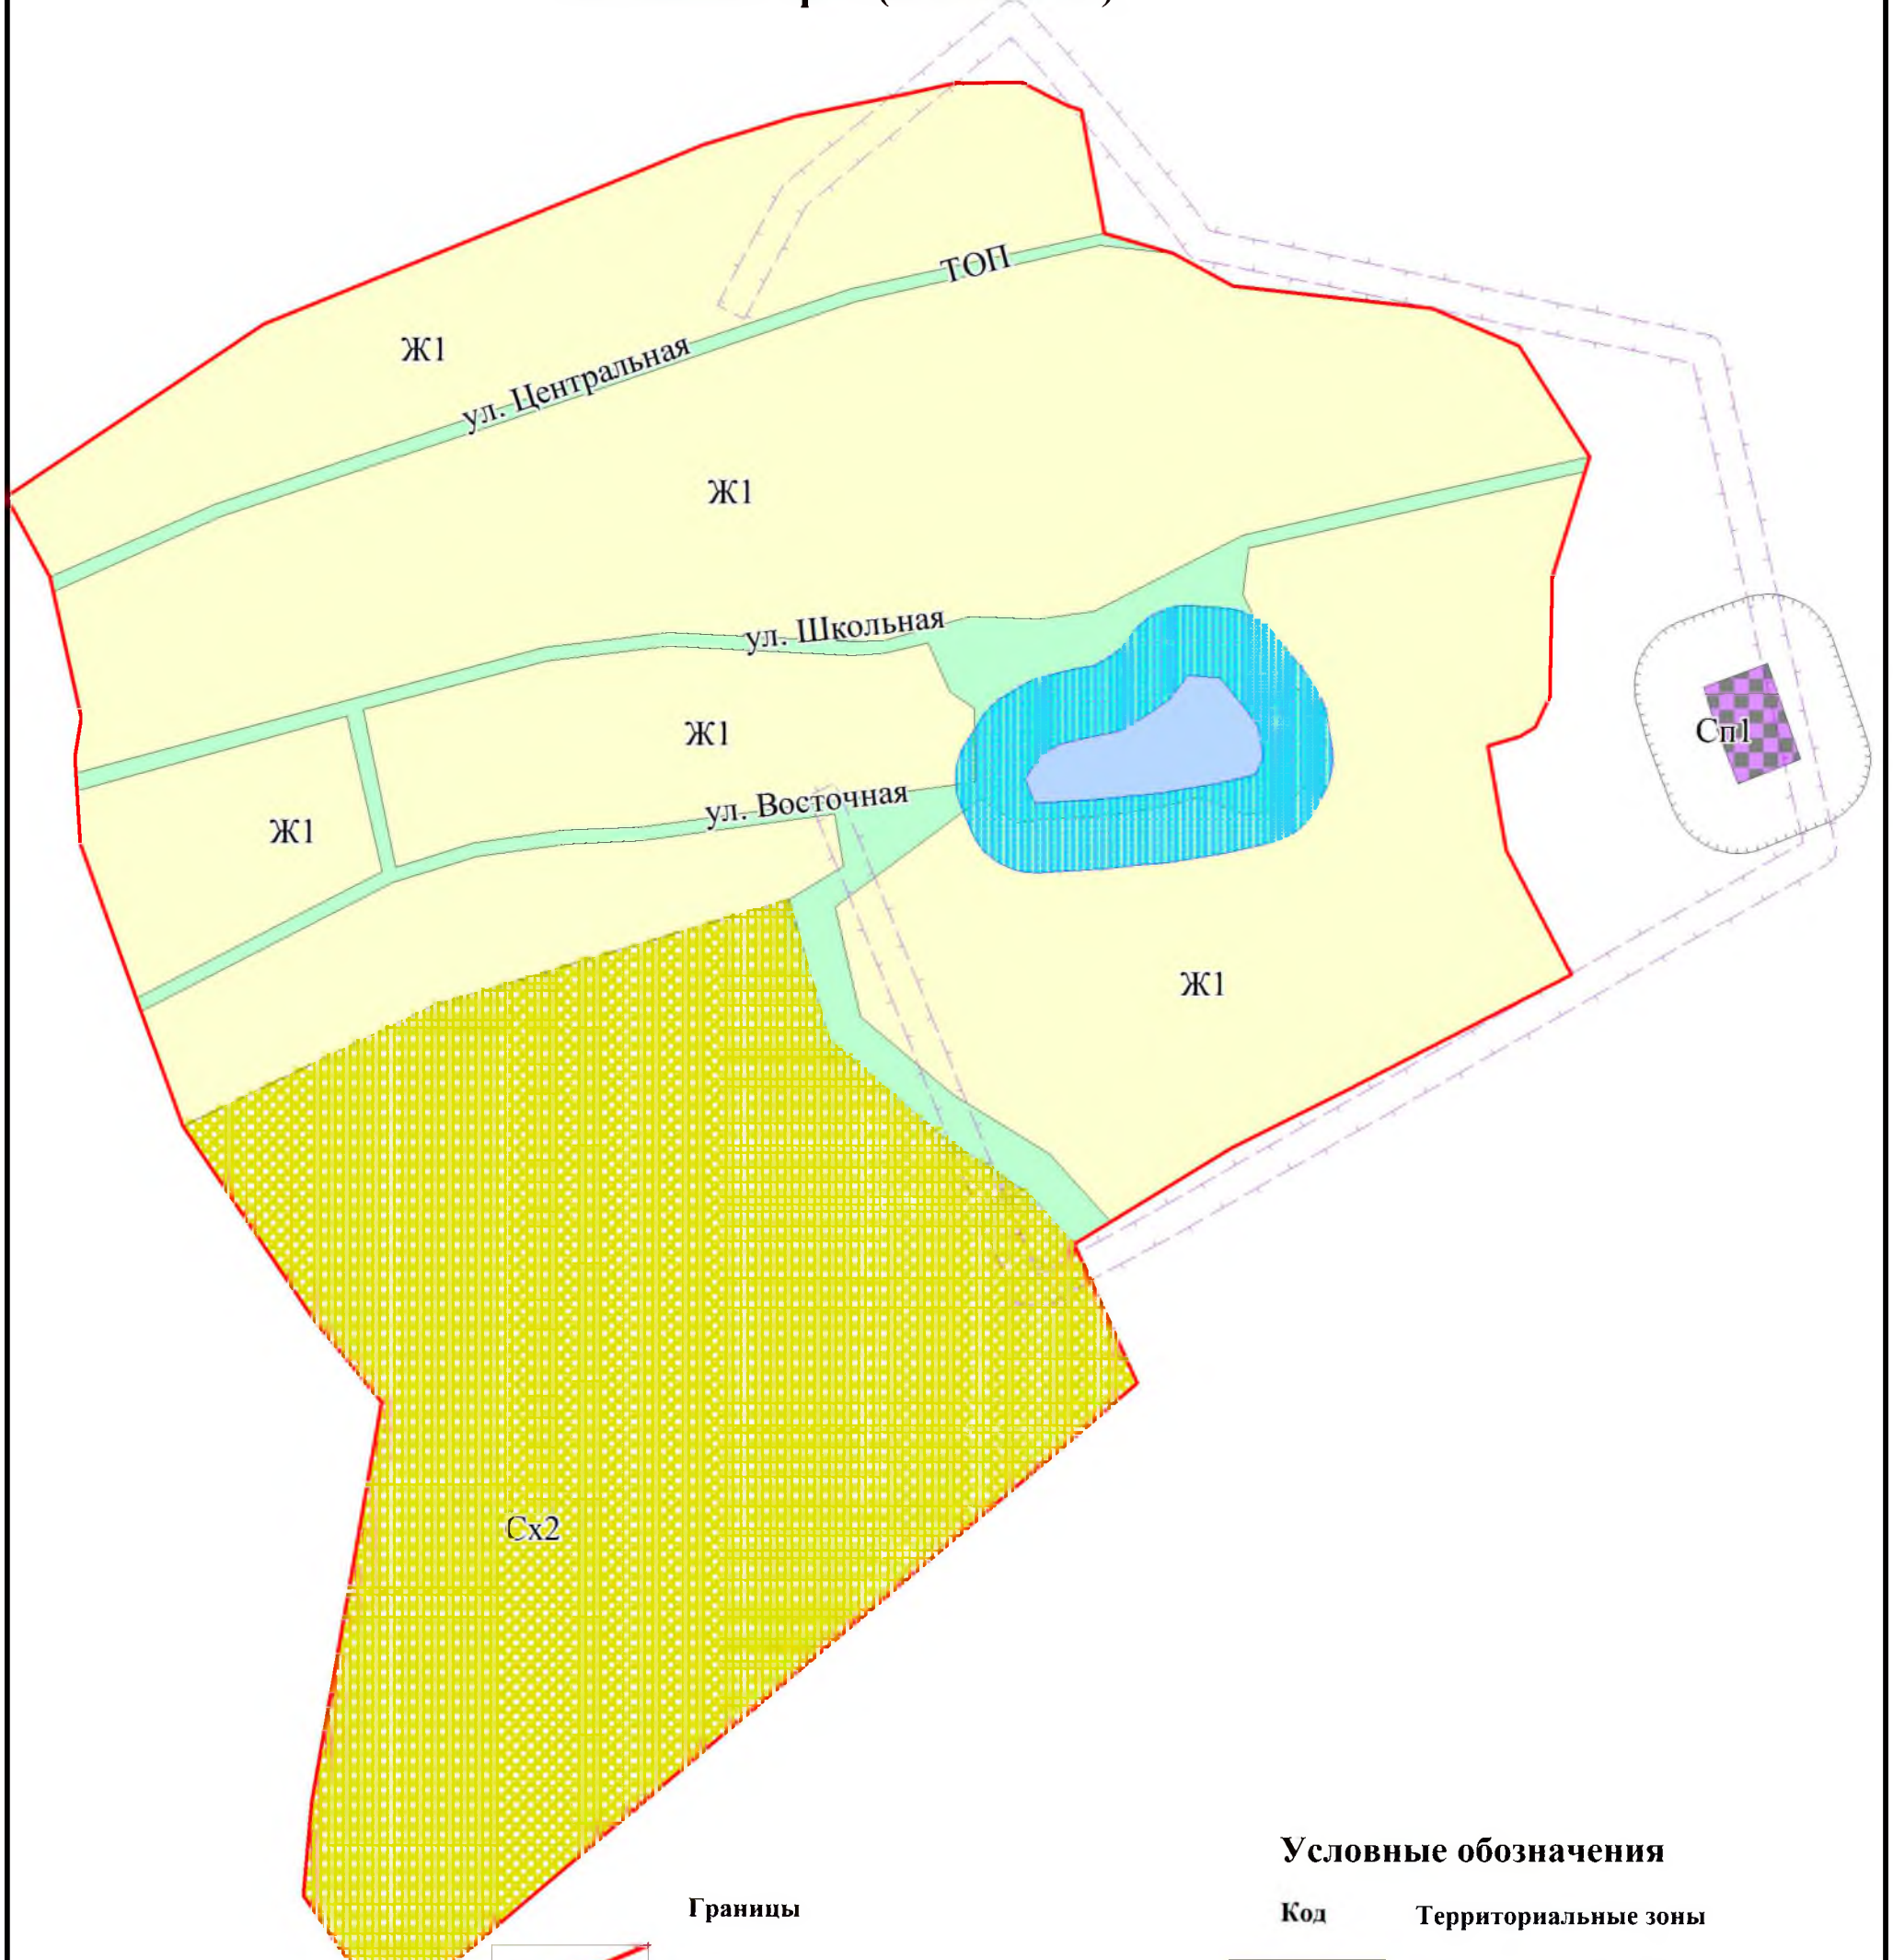 ТОП
Ж1
ул. Центральная
Ж1
ул. Школьная
Ж1
Сп1
ул. Восточная
Ж1
Ж1
Сх2
Условные обозначения
Границы
Код
Территориальные зоны